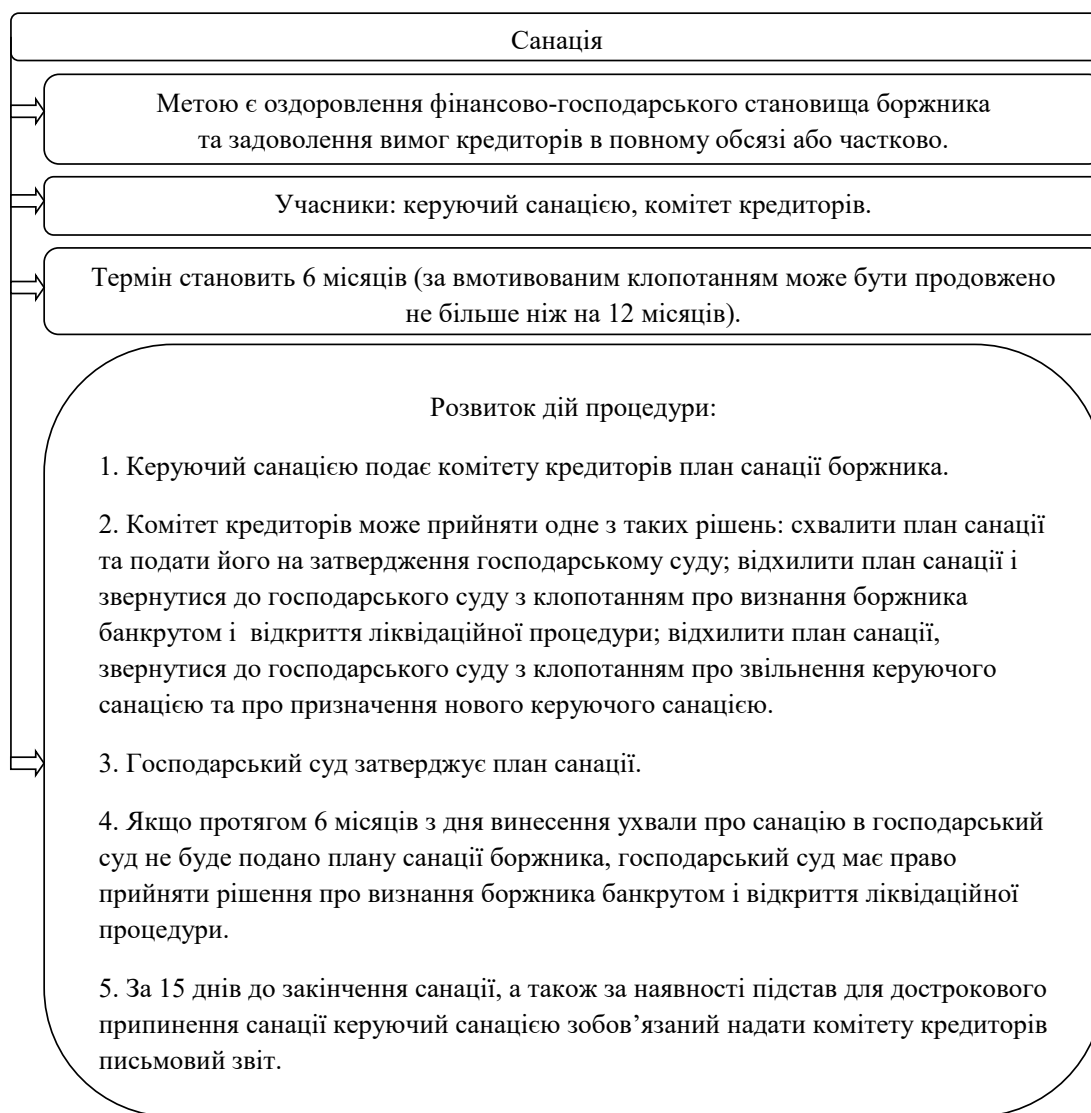 Санація
Метою є оздоровлення фінансово-господарського становища боржника
та задоволення вимог кредиторів в повному обсязі або частково.
Учасники: керуючий санацією, комітет кредиторів.
Термін становить 6 місяців (за вмотивованим клопотанням може бути продовжено
не більше ніж на 12 місяців).
Розвиток дій процедури:
1. Керуючий санацією подає комітету кредиторів план санації боржника.
2. Комітет кредиторів може прийняти одне з таких рішень: схвалити план санації
та подати його на затвердження господарському суду; відхилити план санації і
звернутися до господарського суду з клопотанням про визнання боржника
банкрутом і  відкриття ліквідаційної процедури; відхилити план санації,
звернутися до господарського суду з клопотанням про звільнення керуючого
санацією та про призначення нового керуючого санацією.
3. Господарський суд затверджує план санації.
4. Якщо протягом 6 місяців з дня винесення ухвали про санацію в господарський
суд не буде подано плану санації боржника, господарський суд має право
прийняти рішення про визнання боржника банкрутом і відкриття ліквідаційної
процедури.
5. За 15 днів до закінчення санації, а також за наявності підстав для дострокового
припинення санації керуючий санацією зобов’язаний надати комітету кредиторів
письмовий звіт.